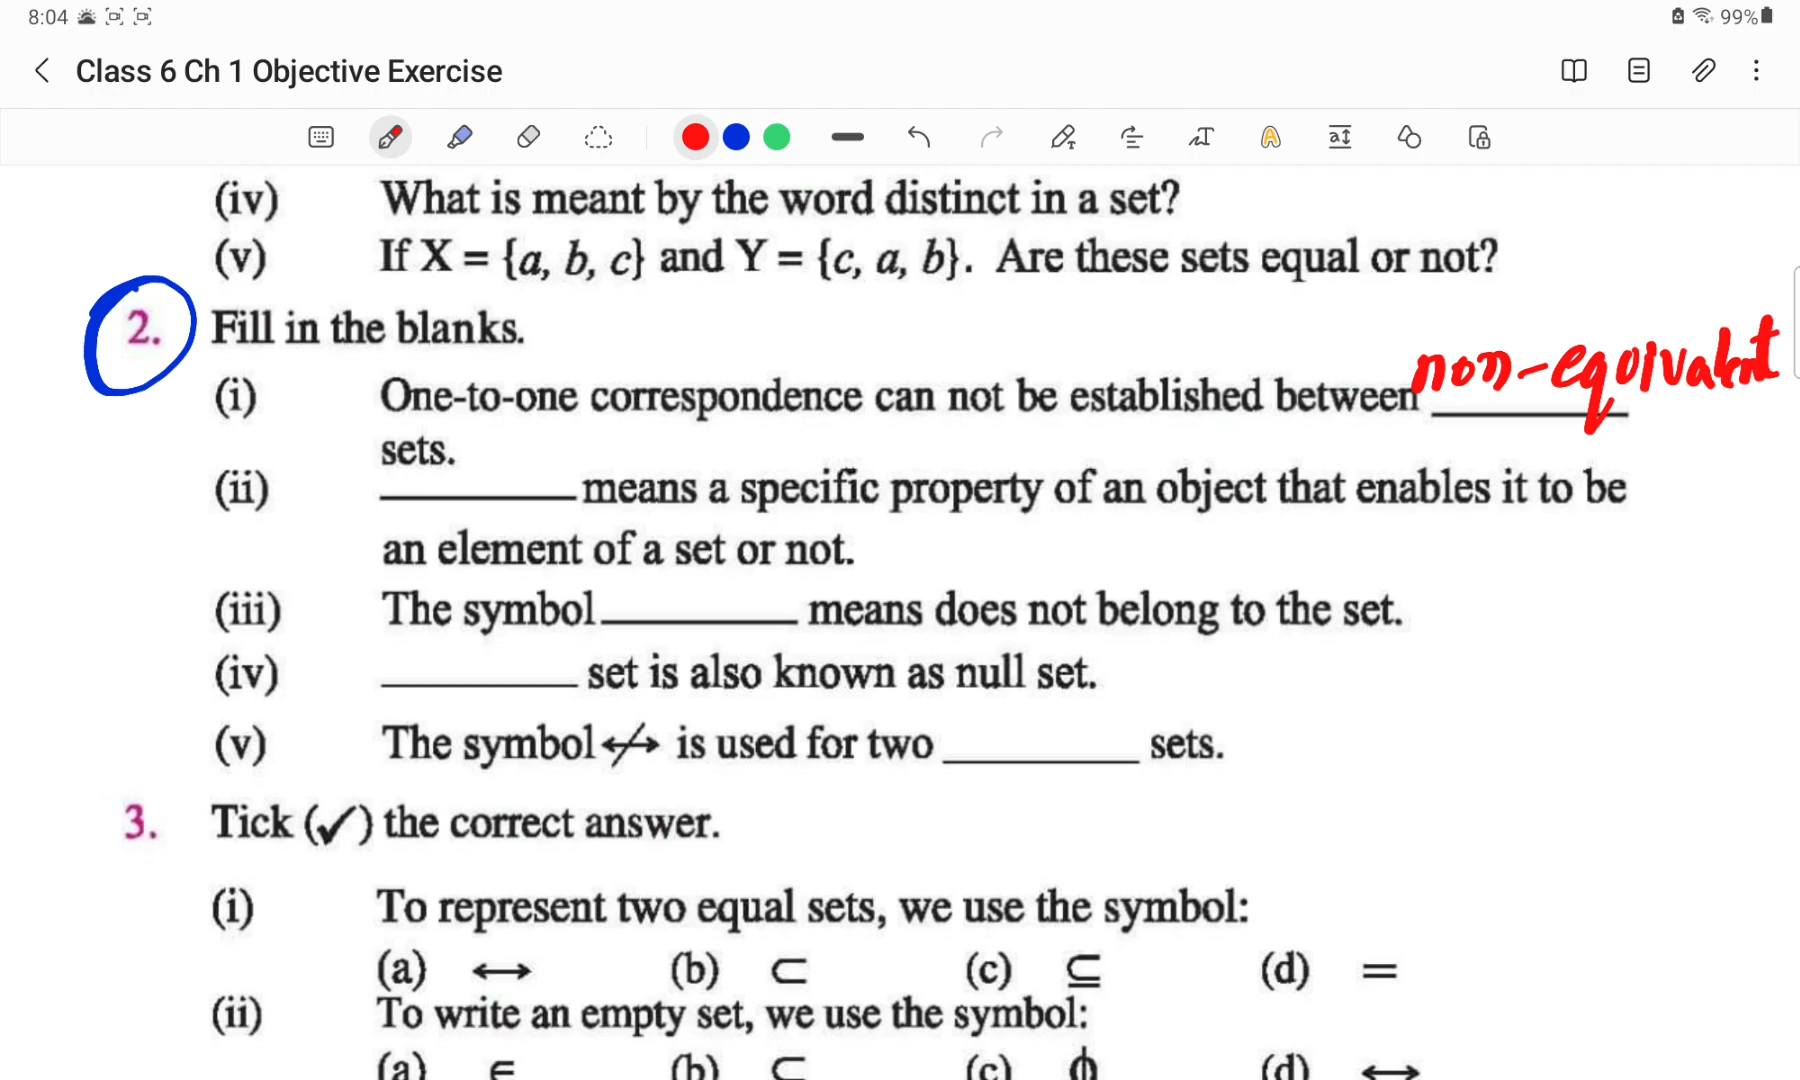 8:04 99%
Class 6 Ch 1 Objective Exercise
(iv) What is meant by the word distinct in a set?
(v) If X = {a, b, c} and Y = {c, a, b}. Are these sets equal or not?
2. Fill in the blanks.
non-equivalent
(i) One-to-one correspondence can not be established between ________
sets.
(ii) ________ means a specific property of an object that enables it to be
an element of a set or not.
(iii) The symbol ________ means does not belong to the set.
(iv) ________ set is also known as null set.
(v) The symbol ↮ is used for two ________ sets.
3. Tick (✓) the correct answer.
(i) To represent two equal sets, we use the symbol:
(a) ↔ (b) ⊂ (c) ⊆ (d) =
(ii) To write an empty set, we use the symbol:
(a) ∈ (b) ⊂ (c) ϕ (d) ↔